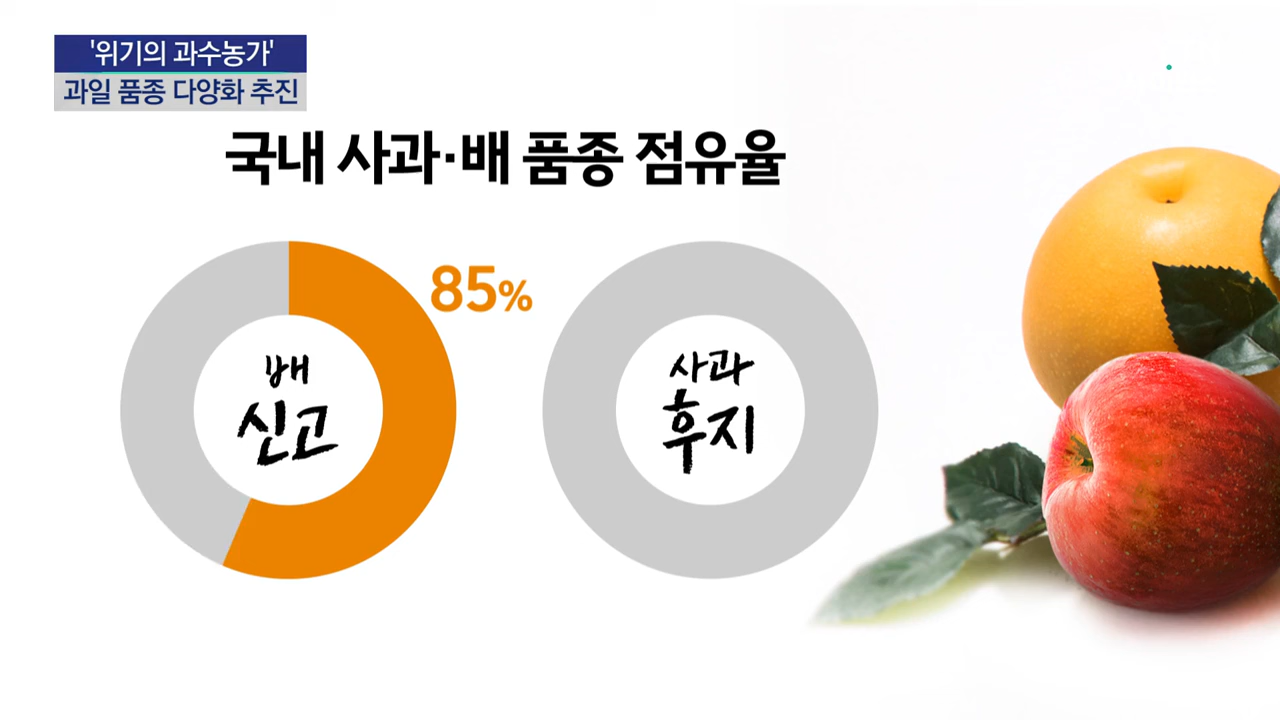 '위기의 과수농가'
과일 품종 다양화 추진
국내 사과·배 품종 점유율
85%
배
신고
사과
후지